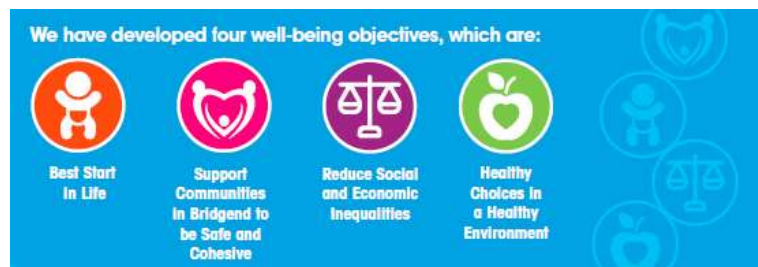 We have developed four well-being objectives, which are:
Best Start
in Life
Support
Communities
in Bridgend to
be Safe and
Cohesive
Reduce Social
and Economic
Inequalities
Healthy
Choices in
a Healthy
Environment